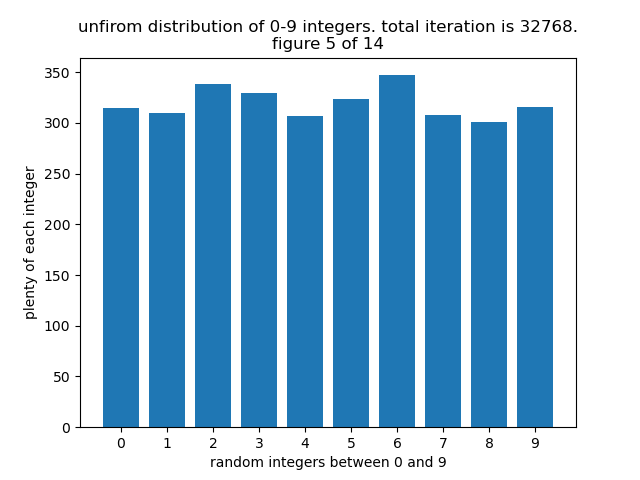 unfirom distribution of 0-9 integers. total iteration is 32768.
figure 5 of 14
350
300
250
200
150
100
50
0
plenty of each integer
0 1 2 3 4 5 6 7 8 9
random integers between 0 and 9